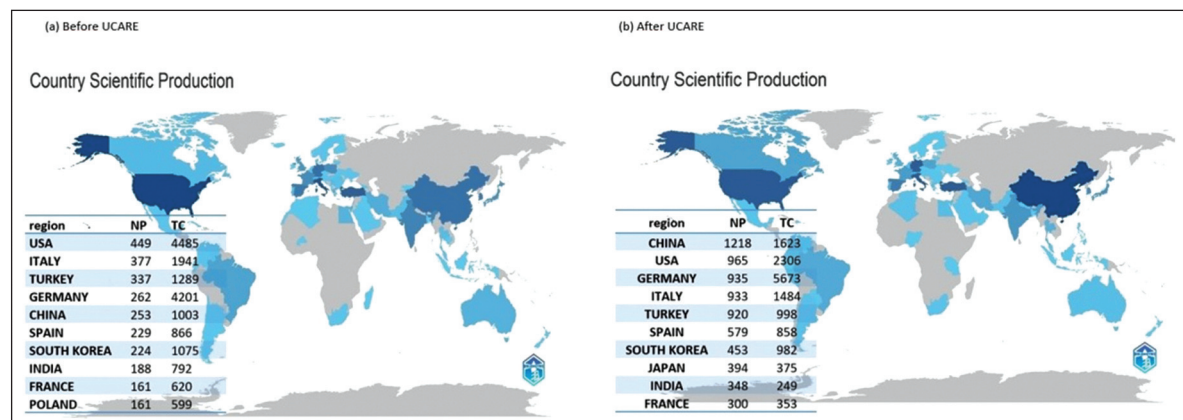 (a) Before UCARE
Country Scientific Production
region NP TC
USA 449 4485
ITALY 377 1941
TURKEY 337 1289
GERMANY 262 4201
CHINA 253 1003
SPAIN 229 866
SOUTH KOREA 224 1075
INDIA 188 792
FRANCE 161 620
POLAND 161 599
(b) After UCARE
Country Scientific Production
region NP TC
CHINA 1218 1623
USA 965 2306
GERMANY 935 5673
ITALY 933 1484
TURKEY 920 998
SPAIN 579 858
SOUTH KOREA 453 982
JAPAN 394 375
INDIA 348 249
FRANCE 300 353